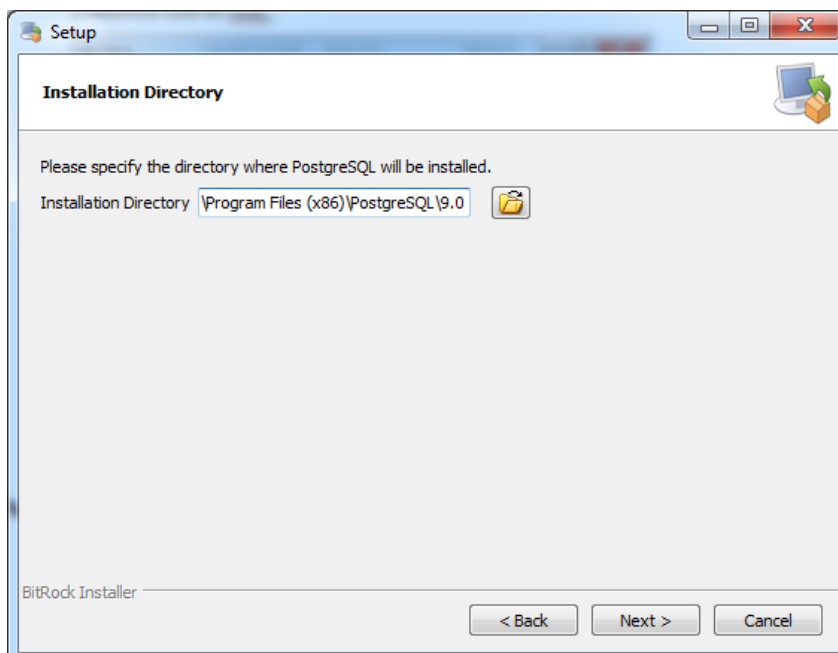 Setup
Installation Directory
Please specify the directory where PostgreSQL will be installed.
Installation Directory \Program Files (x86)\PostgreSQL\9.0
BitRock Installer
< Back Next > Cancel